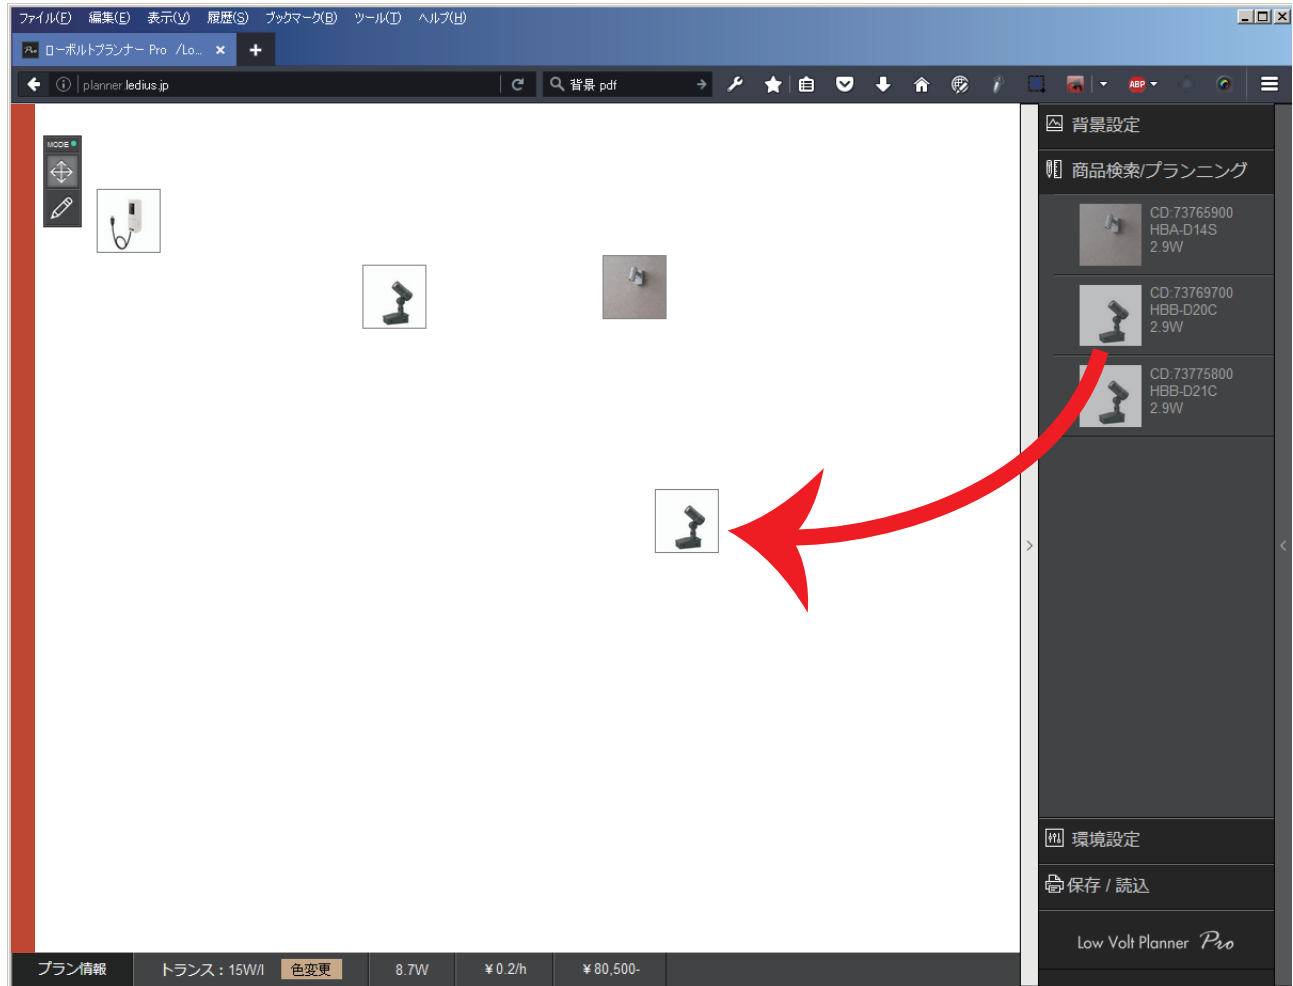 ファイル(F) 編集(E) 表示(V) 履歴(S) ブックマーク(B) ツール(T) ヘルプ(H)
ローボルトプランナー Pro /Lo...
planner.ledius.jp
背景 pdf
ABP
MODE
背景設定
商品検索/プランニング
CD:73765900
HBA-D14S
2.9W
CD:73769700
HBB-D20C
2.9W
CD:73775800
HBB-D21C
2.9W
環境設定
保存 / 読込
Low Volt Planner Pro
プラン情報 トランス : 15W/l 色変更 8.7W ¥ 0.2/h ¥ 80,500-